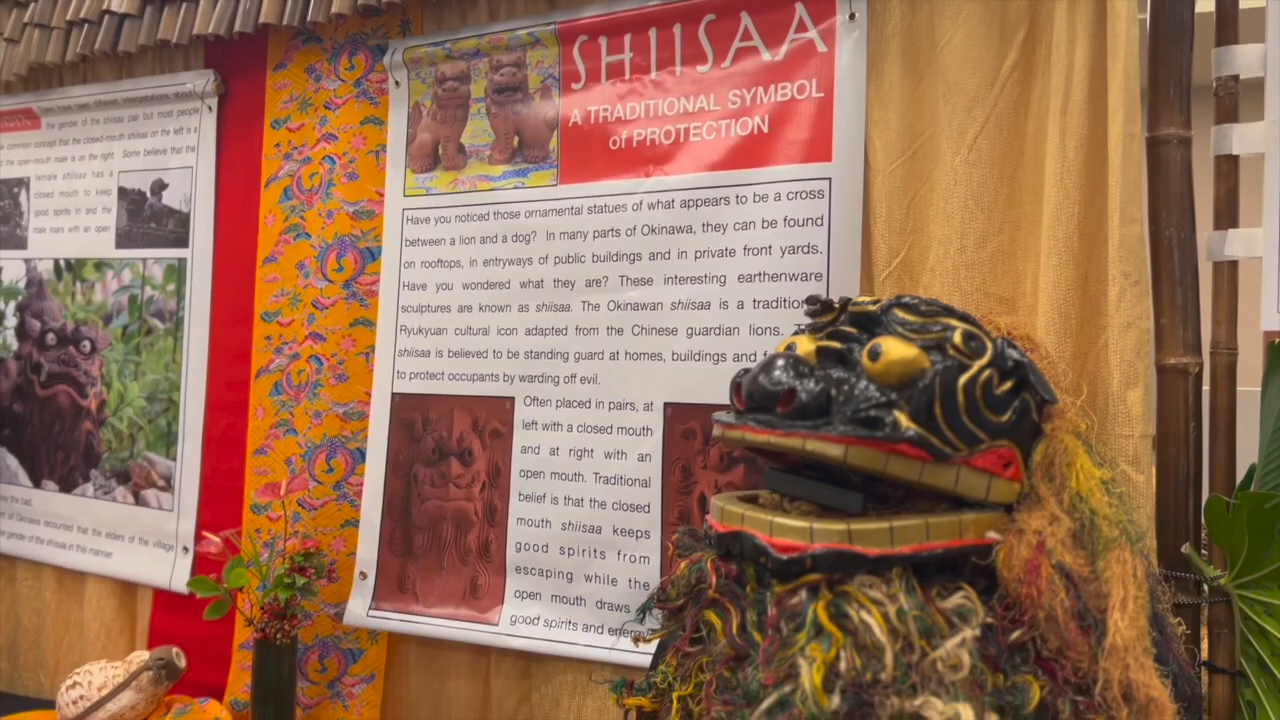 the gender of the shiisaa pair but most people
common concept that the closed-mouth shiisaa on the left is a
the open-mouth male is on the right. Some believe that the
female shiisaa has a
closed mouth to keep
good spirits in and the
male roars with an open
the bad.
of Okinawa recounted that the elders of the village
gender of the shiisaa in this manner.
SHIISAA
A TRADITIONAL SYMBOL
of PROTECTION
Have you noticed those ornamental statues of what appears to be a cross
between a lion and a dog? In many parts of Okinawa, they can be found
on rooftops, in entryways of public buildings and in private front yards.
Have you wondered what they are? These interesting earthenware
sculptures are known as shiisaa. The Okinawan shiisaa is a tradition
Ryukyuan cultural icon adapted from the Chinese guardian lions.
shiisaa is believed to be standing guard at homes, buildings and
to protect occupants by warding off evil.
Often placed in pairs, at
left with a closed mouth
and at right with an
open mouth. Traditional
belief is that the closed
mouth shiisaa keeps
good spirits from
escaping while the
open mouth draws
good spirits and energy